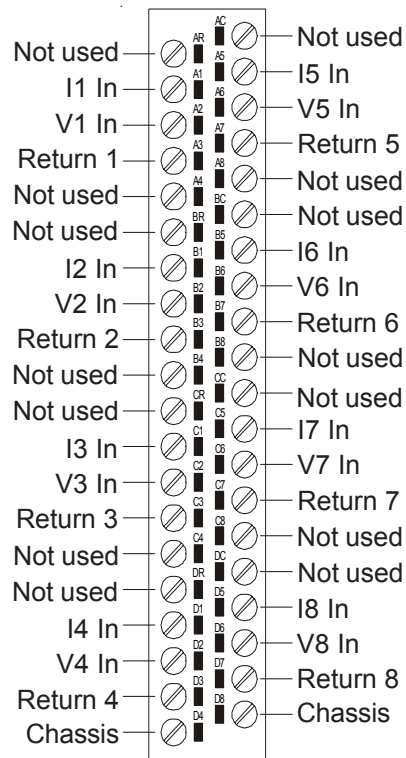 Not used AR
I1 In A1
V1 In A2
Return 1 A3
Not used A4
Not used BR
I2 In B1
V2 In B2
Return 2 B3
Not used B4
Not used CR
I3 In C1
V3 In C2
Return 3 C3
Not used C4
Not used DR
I4 In D1
V4 In D2
Return 4 D3
Chassis D4
AC Not used
A5 I5 In
A6 V5 In
A7 Return 5
A8 Not used
BC Not used
B5 I6 In
B6 V6 In
B7 Return 6
B8 Not used
CC Not used
C5 I7 In
C6 V7 In
C7 Return 7
C8 Not used
DC Not used
D5 I8 In
D6 V8 In
D7 Return 8
D8 Chassis